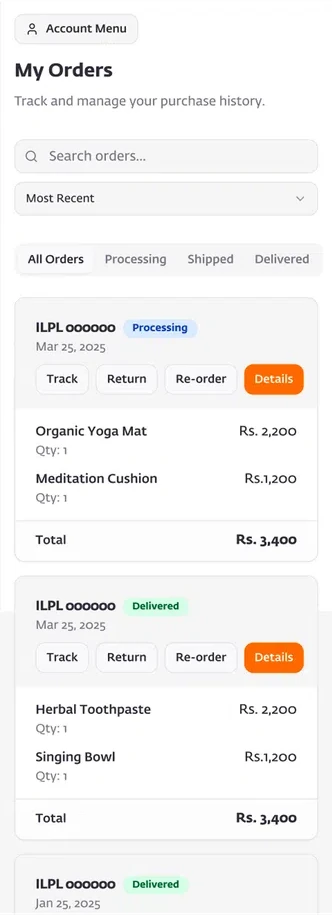 Account Menu
My Orders
Track and manage your purchase history.
Search orders...
Most Recent
All Orders Processing Shipped Delivered
ILPL 000000 Processing
Mar 25, 2025
Track Return Re-order Details
Organic Yoga Mat Rs. 2,200
Qty: 1
Meditation Cushion Rs.1,200
Qty: 1
Total Rs. 3,400
ILPL 000000 Delivered
Mar 25, 2025
Track Return Re-order Details
Herbal Toothpaste Rs. 2,200
Qty: 1
Singing Bowl Rs.1,200
Qty: 1
Total Rs. 3,400
ILPL 000000 Delivered
Jan 25, 2025